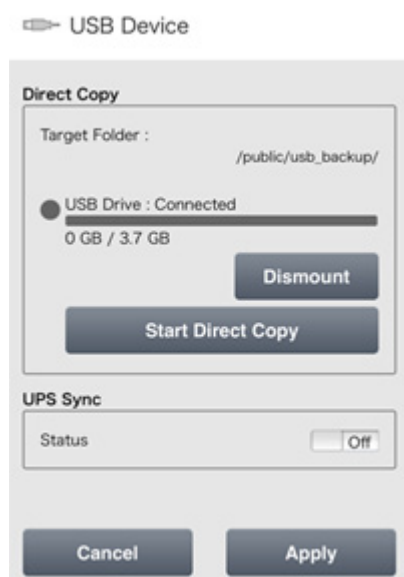 USB Device
Direct Copy
Target Folder :
/public/usb_backup/
USB Drive : Connected
0 GB / 3.7 GB
Dismount
Start Direct Copy
UPS Sync
Status
Off
Cancel
Apply